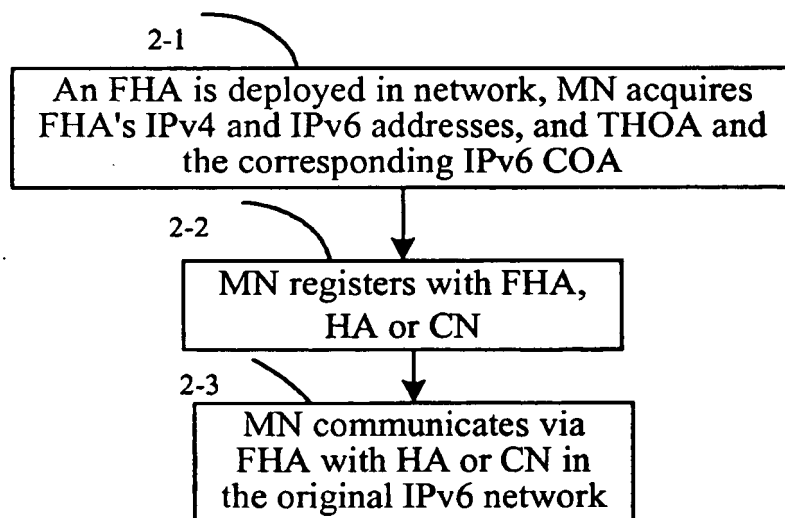 2-1
An FHA is deployed in network, MN acquires
FHA's IPv4 and IPv6 addresses, and THOA and
the corresponding IPv6 COA
2-2
MN registers with FHA,
HA or CN
2-3
MN communicates via
FHA with HA or CN in
the original IPv6 network